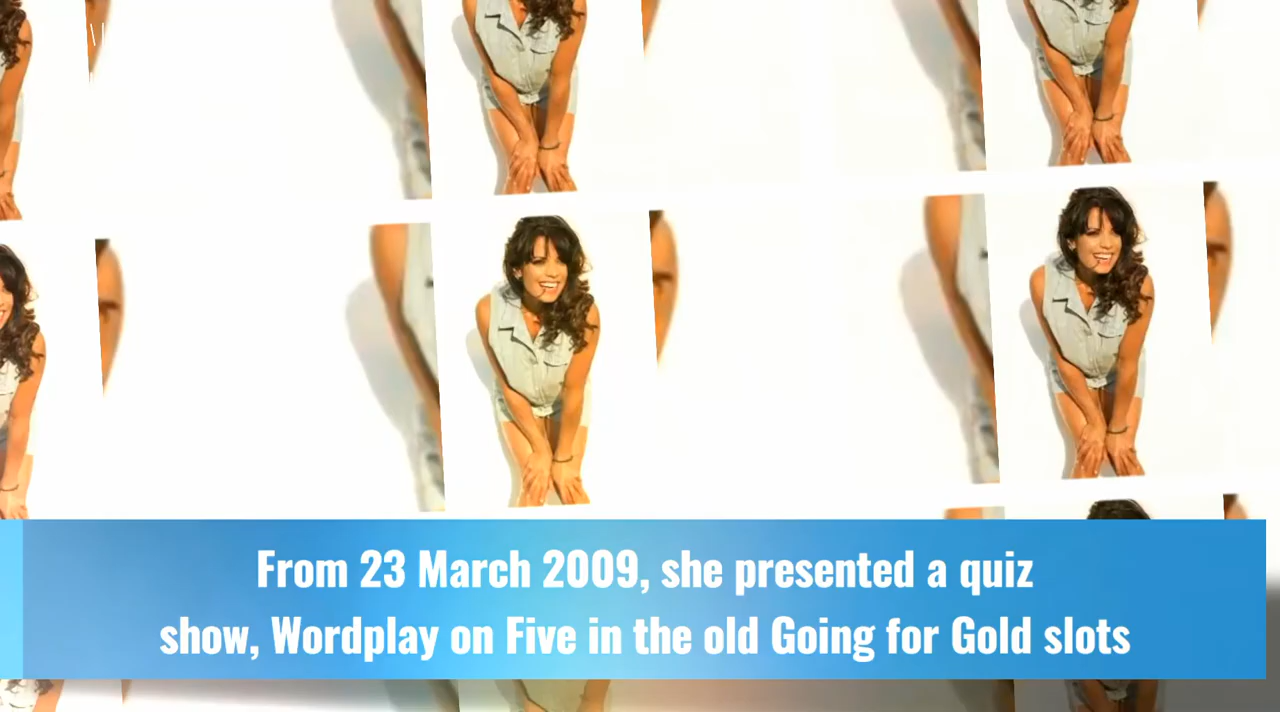 From 23 March 2009, she presented a quiz
show, Wordplay on Five in the old Going for Gold slots